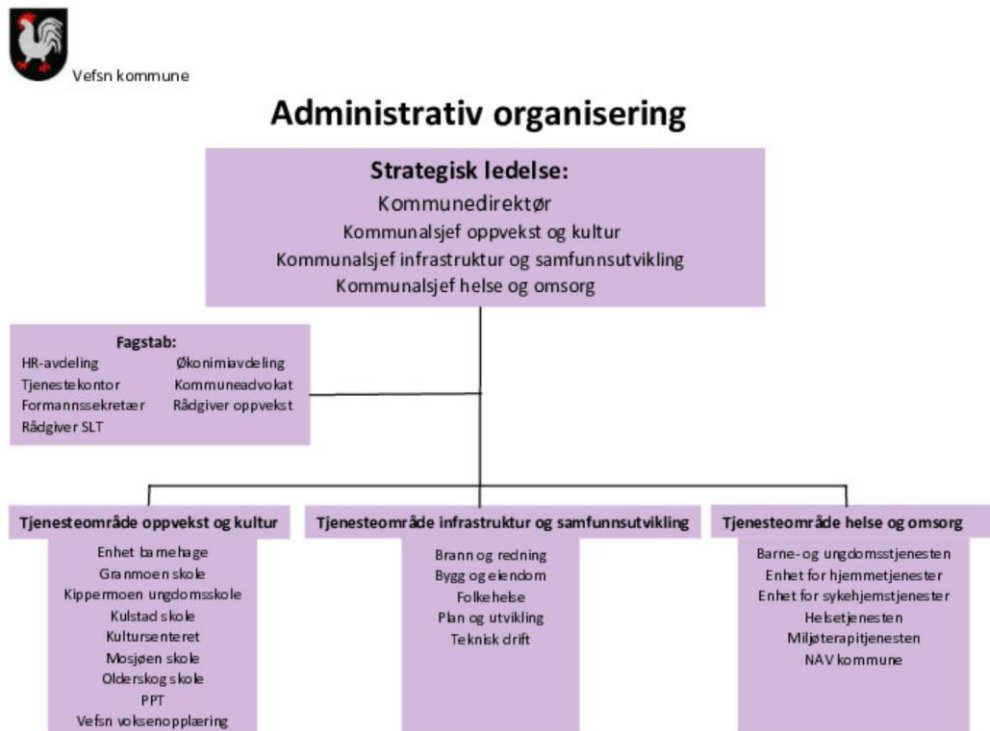 Vefsn kommune
Administrativ organisering
Strategisk ledelse:
Kommunedirektør
Kommunalsjef oppvekst og kultur
Kommunalsjef infrastruktur og samfunnsutvikling
Kommunalsjef helse og omsorg
Fagstab:
HR-avdeling Økonimiavdeling
Tjenestekontor Kommuneadvokat
Formannssekretær Rådgiver oppvekst
Rådgiver SLT
Tjenesteområde oppvekst og kultur
Enhet barnehage
Granmoen skole
Kippermoen ungdomsskole
Kulstad skole
Kultursenteret
Mosjøen skole
Olderskog skole
PPT
Vefsn voksenopplæring
Tjenesteområde infrastruktur og samfunnsutvikling
Brann og redning
Bygg og eiendom
Folkehelse
Plan og utvikling
Teknisk drift
Tjenesteområde helse og omsorg
Barne- og ungdomsstjenesten
Enhet for hjemmetjenester
Enhet for sykehjemstjenester
Helsetjenesten
Miljøterapitjenesten
NAV kommune